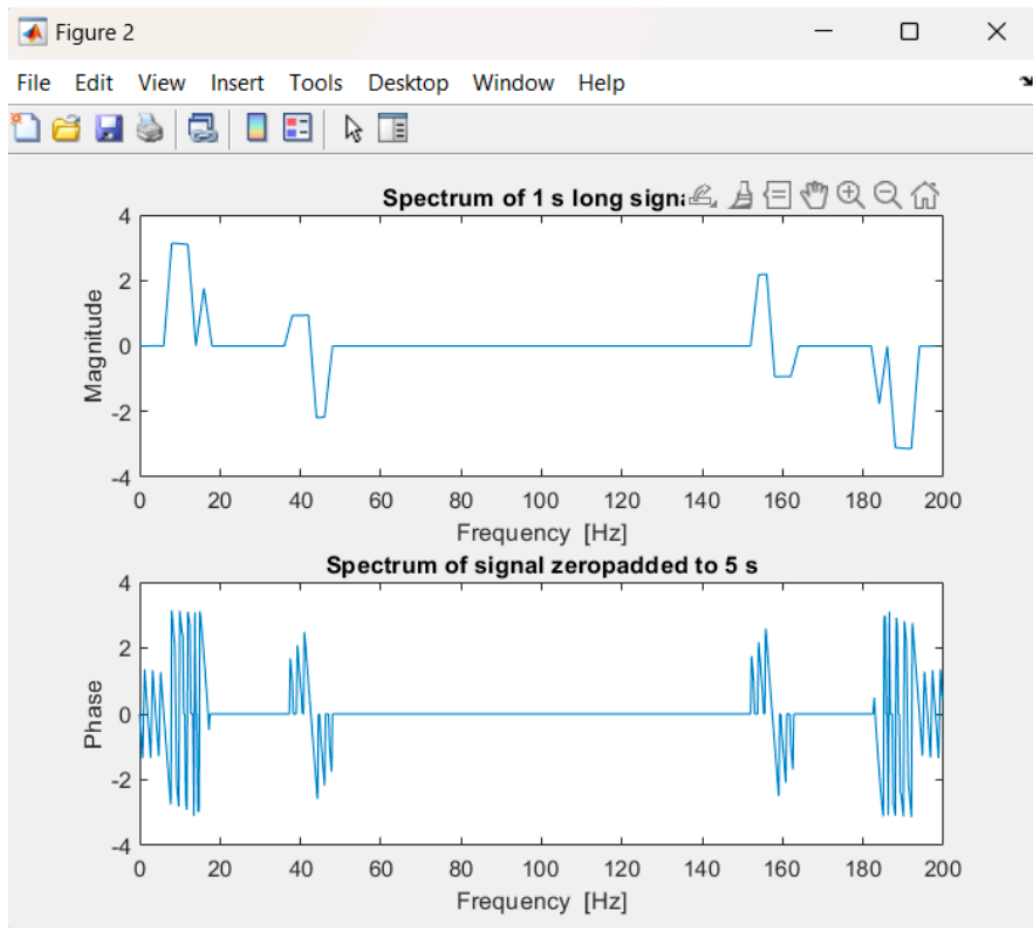 Figure 2
File Edit View Insert Tools Desktop Window Help
Spectrum of 1 s long
4
2
0
-2
-4
Magnitude
0 20 40 60 80 100 120 140 160 180 200
Frequency [Hz]
Spectrum of signal zeropadded to 5 s
4
2
0
-2
-4
Phase
0 20 40 60 80 100 120 140 160 180 200
Frequency [Hz]